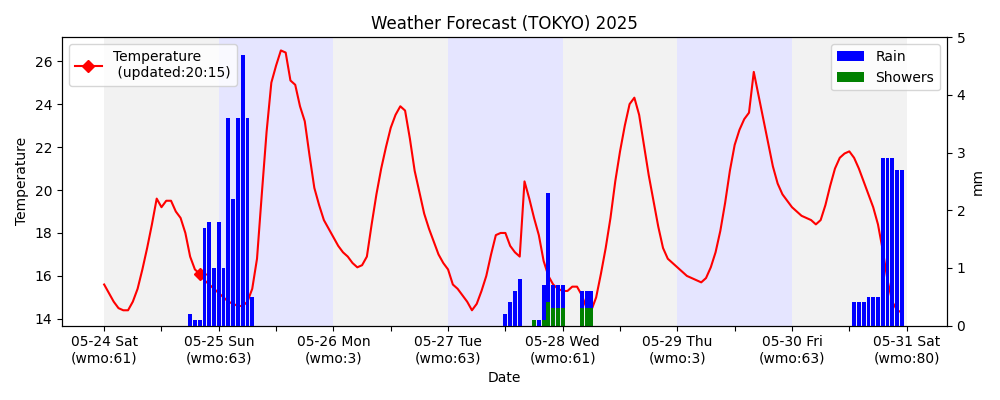 Weather Forecast (TOKYO) 2025
Temperature
(updated:20:15)
Rain
Showers
Temperature
26
24
22
20
18
16
14
5
4
3
2
1
0
mm
05-24 Sat
(wmo:61)
05-25 Sun
(wmo:63)
05-26 Mon
(wmo:3)
05-27 Tue
(wmo:63)
05-28 Wed
(wmo:61)
05-29 Thu
(wmo:3)
05-30 Fri
(wmo:63)
05-31 Sat
(wmo:80)
Date